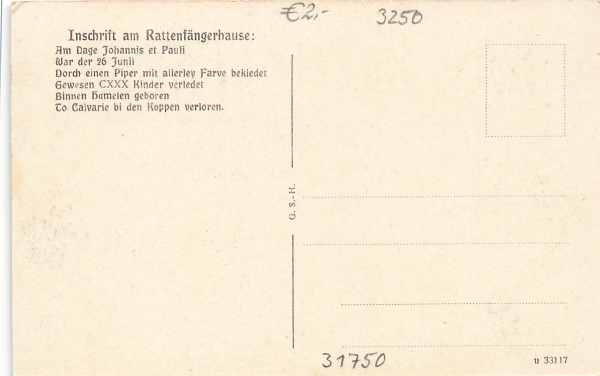 €2,-
3250
Inschrift am Rattenfängerhause:
Am Dage Johannis et Pauli
War der 26 Junii
Dorch einen Piper mit allerley Farve bekledet
Gewesen CXXX Kinder verledet
Binnen Hameien geboren
To Calvarie bi den Koppen verloren.
G. S.-H.
31750
u 33117